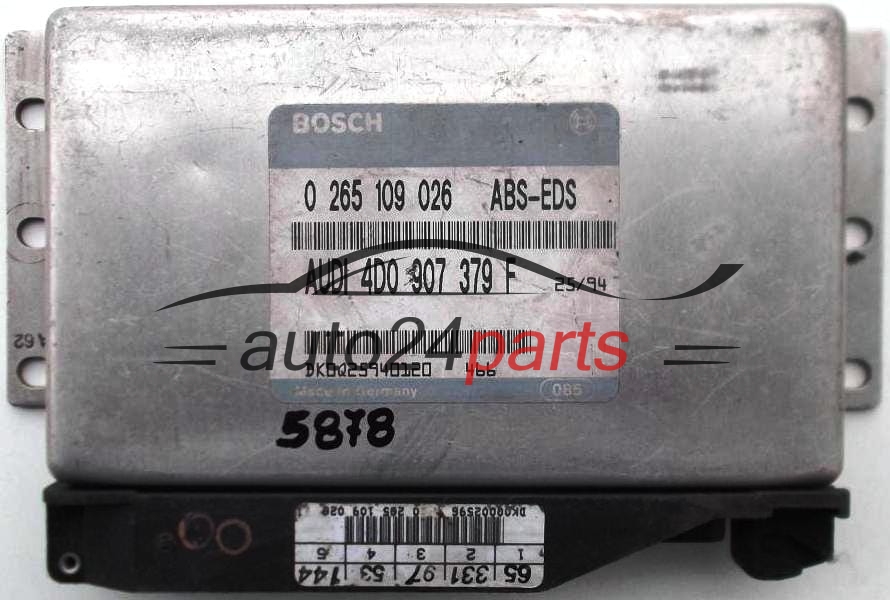 BOSCH
0 265 109 026 ABS-EDS
AUDI 4D0 907 379 F 25/94
auto24parts
466
Made in Germany 085
5878
0 265 109 026
1 2 3 4 5
65 331 97 53 144